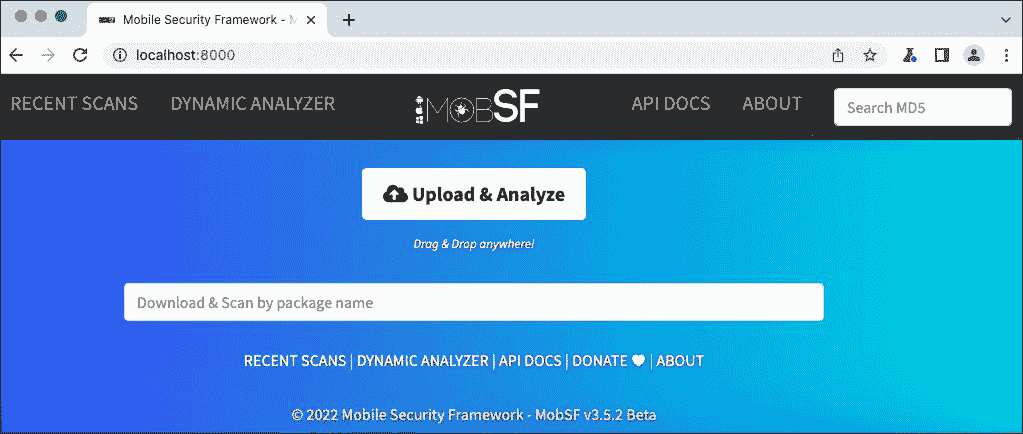 Mobile Security Framework - M
localhost:8000
RECENT SCANS DYNAMIC ANALYZER MOBSF API DOCS ABOUT Search MD5
Upload & Analyze
Drag & Drop anywhere!
Download & Scan by package name
RECENT SCANS | DYNAMIC ANALYZER | API DOCS | DONATE | ABOUT
© 2022 Mobile Security Framework - MobSF v3.5.2 Beta